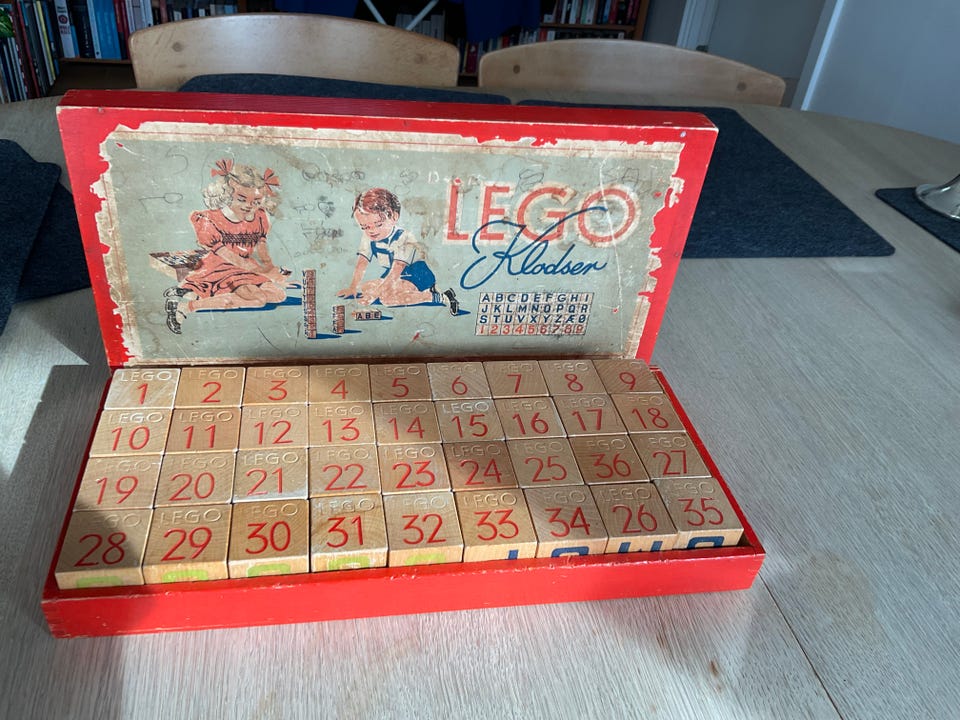 LEGO
Klodser
ABE
ABCDEFGHI
JKLMNOPQR
STUVXYZÆØ
123456789
LEGO LEGO LEGO LEGO LEGO LEGO LEGO LEGO LEGO
1 2 3 4 5 6 7 8 9
LEGO LEGO LEGO LEGO LEGO LEGO LEGO LEGO LEGO
10 11 12 13 14 15 16 17 18
LEGO LEGO LEGO LEGO LEGO LEGO LEGO LEGO LEGO
19 20 21 22 23 24 25 36 27
LEGO LEGO LEGO LEGO LEGO LEGO LEGO LEGO LEGO
28 29 30 31 32 33 34 26 35